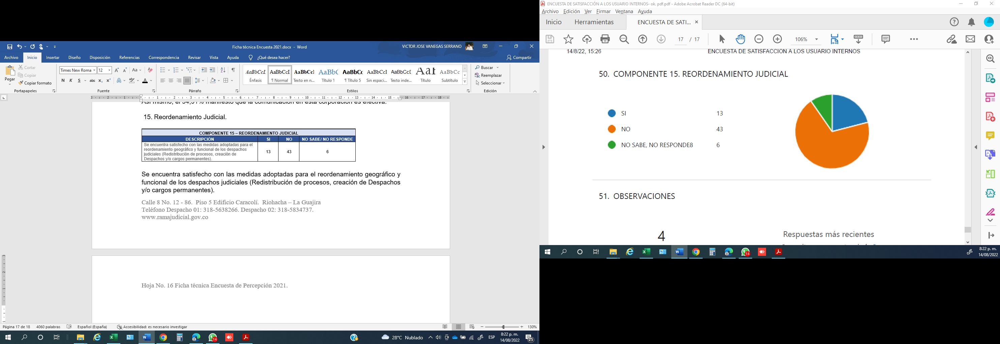 Ficha técnica Encuesta 2021.docx - Word
VICTOR JOSE VANEGAS SERRANO
Archivo Inicio Insertar Diseño Disposición Referencias Correspondencia Revisar Vista Ayuda ¿Qué desea hacer? Compartir
Pegar
Cortar
Copiar
Copiar formato
Portapapeles
Times New Roma 12
Fuente
Párrafo
AaBbCcI AaBbCcI AaBbCcI AaBbC AaBbCc AaBbCcI AaBbCcI AaI AaBbCc
Énfasis ¶ Normal Texto en n... Título 1 ¶ Título 5 Sin espaci... Texto inde... Título Subtítulo
Estilos
Buscar
Reemplazar
Seleccionar
Edición
Así mismo, el 54,51% manifestó que la comunicación en esta corporación es efectiva.
15. Reordenamiento Judicial.
COMPONENTE 15 – REORDENAMIENTO JUDICIAL
DESCRIPCIÓN SI NO NO SABE/ NO RESPONDE
Se encuentra satisfecho con las medidas adoptadas para el
reordenamiento geográfico y funcional de los despachos
judiciales (Redistribución de procesos, creación de
Despachos y/o cargos permanentes).
13 43 6
Se encuentra satisfecho con las medidas adoptadas para el reordenamiento geográfico y
funcional de los despachos judiciales (Redistribución de procesos, creación de Despachos
y/o cargos permanentes).
Calle 8 No. 12 - 86. Piso 5 Edificio Caracolí. Riohacha – La Guajira
Teléfono Despacho 01: 318-5638266. Despacho 02: 318-5834737.
www.ramajudicial.gov.co
Hoja No. 16 Ficha técnica Encuesta de Percepción 2021.
Página 17 de 18 4060 palabras Español (España) Accesibilidad: es necesario investigar 130%
28°C Nublado ESP 8:22 p. m.
14/08/2022
25
ENCUESTA DE SATISFACCIÓN A LOS USUARIO INTERNOS- ok. pdf.pdf - Adobe Acrobat Reader DC (64-bit)
Archivo Edición Ver Firmar Ventana Ayuda
Inicio Herramientas ENCUESTA DE SATI... ×
17 / 17 106%
14/8/22, 15:26 ENCUESTA DE SATISFACCIÓN A LOS USUARIO INTERNOS
50. COMPONENTE 15. REORDENAMIENTO JUDICIAL
SI 13
NO 43
NO SABE, NO RESPONDE8 6
51. OBSERVACIONES
4
Respuestas más recientes
8:22 p. m.
14/08/2022